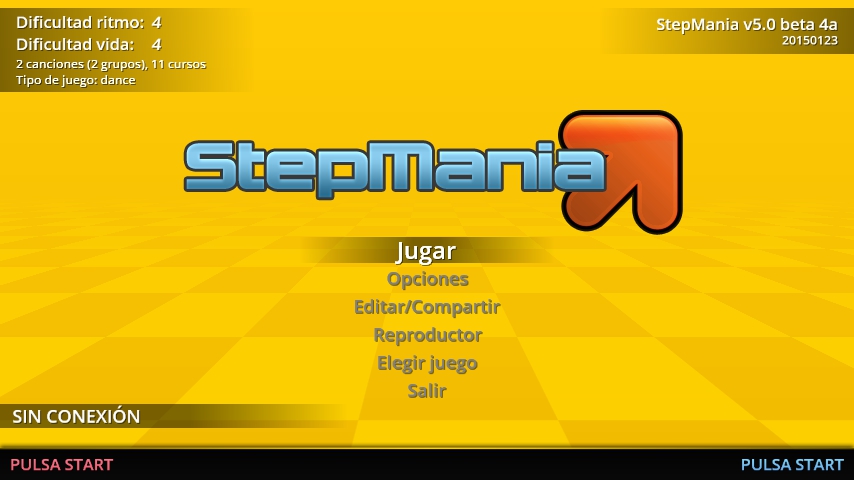 Dificultad ritmo: 4
Dificultad vida: 4
2 canciones (2 grupos), 11 cursos
Tipo de juego: dance
StepMania v5.0 beta 4a
20150123
StepMania
Jugar
Opciones
Editar/Compartir
Reproductor
Elegir juego
Salir
SIN CONEXIÓN
PULSA START
PULSA START